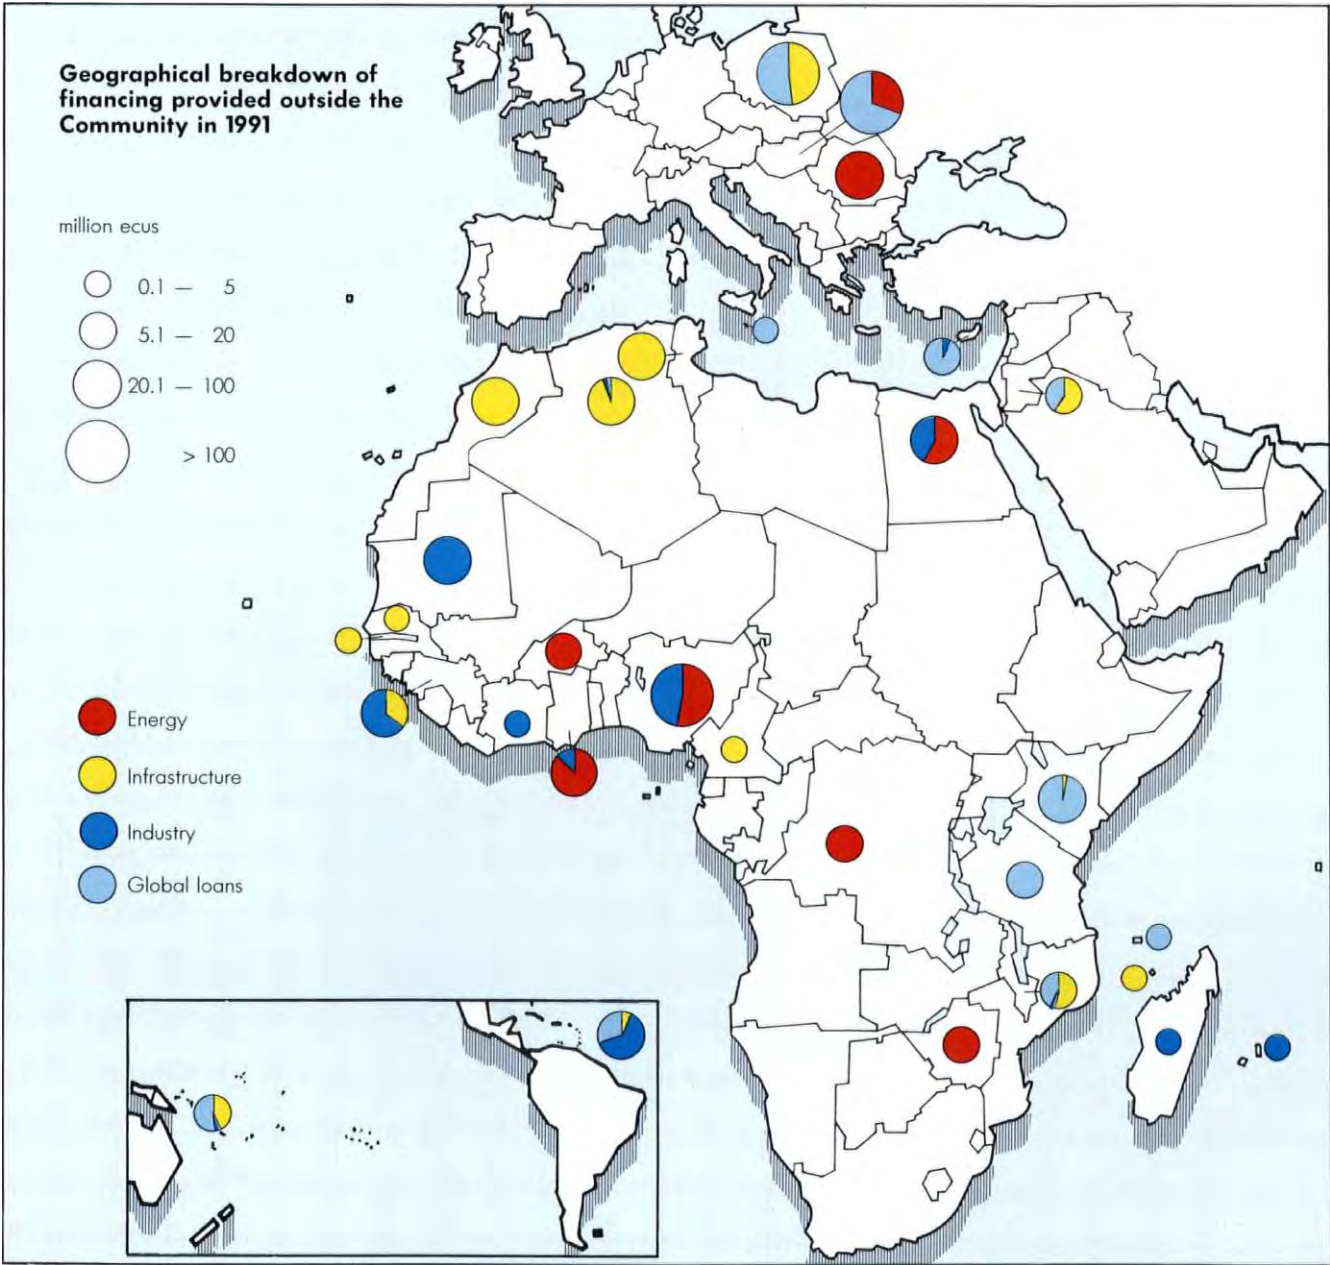 Geographical breakdown of
financing provided outside the
Community in 1991
million ecus
0.1 — 5
5.1 — 20
20.1 — 100
> 100
Energy
Infrastructure
Industry
Global loans